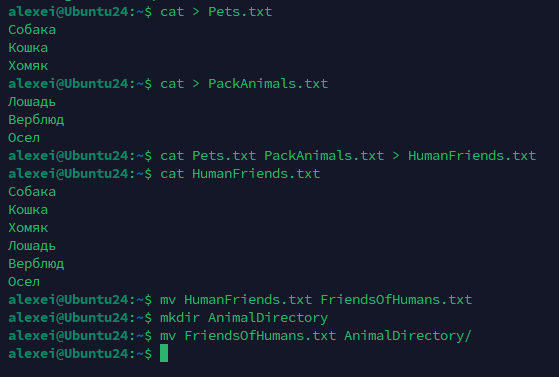 alexei@Ubuntu24:~$ cat > Pets.txt
Собака
Кошка
Хомяк
alexei@Ubuntu24:~$ cat > PackAnimals.txt
Лошадь
Верблюд
Осел
alexei@Ubuntu24:~$ cat Pets.txt PackAnimals.txt > HumanFriends.txt
alexei@Ubuntu24:~$ cat HumanFriends.txt
Собака
Кошка
Хомяк
Лошадь
Верблюд
Осел
alexei@Ubuntu24:~$ mv HumanFriends.txt FriendsOfHumans.txt
alexei@Ubuntu24:~$ mkdir AnimalDirectory
alexei@Ubuntu24:~$ mv FriendsOfHumans.txt AnimalDirectory/
alexei@Ubuntu24:~$